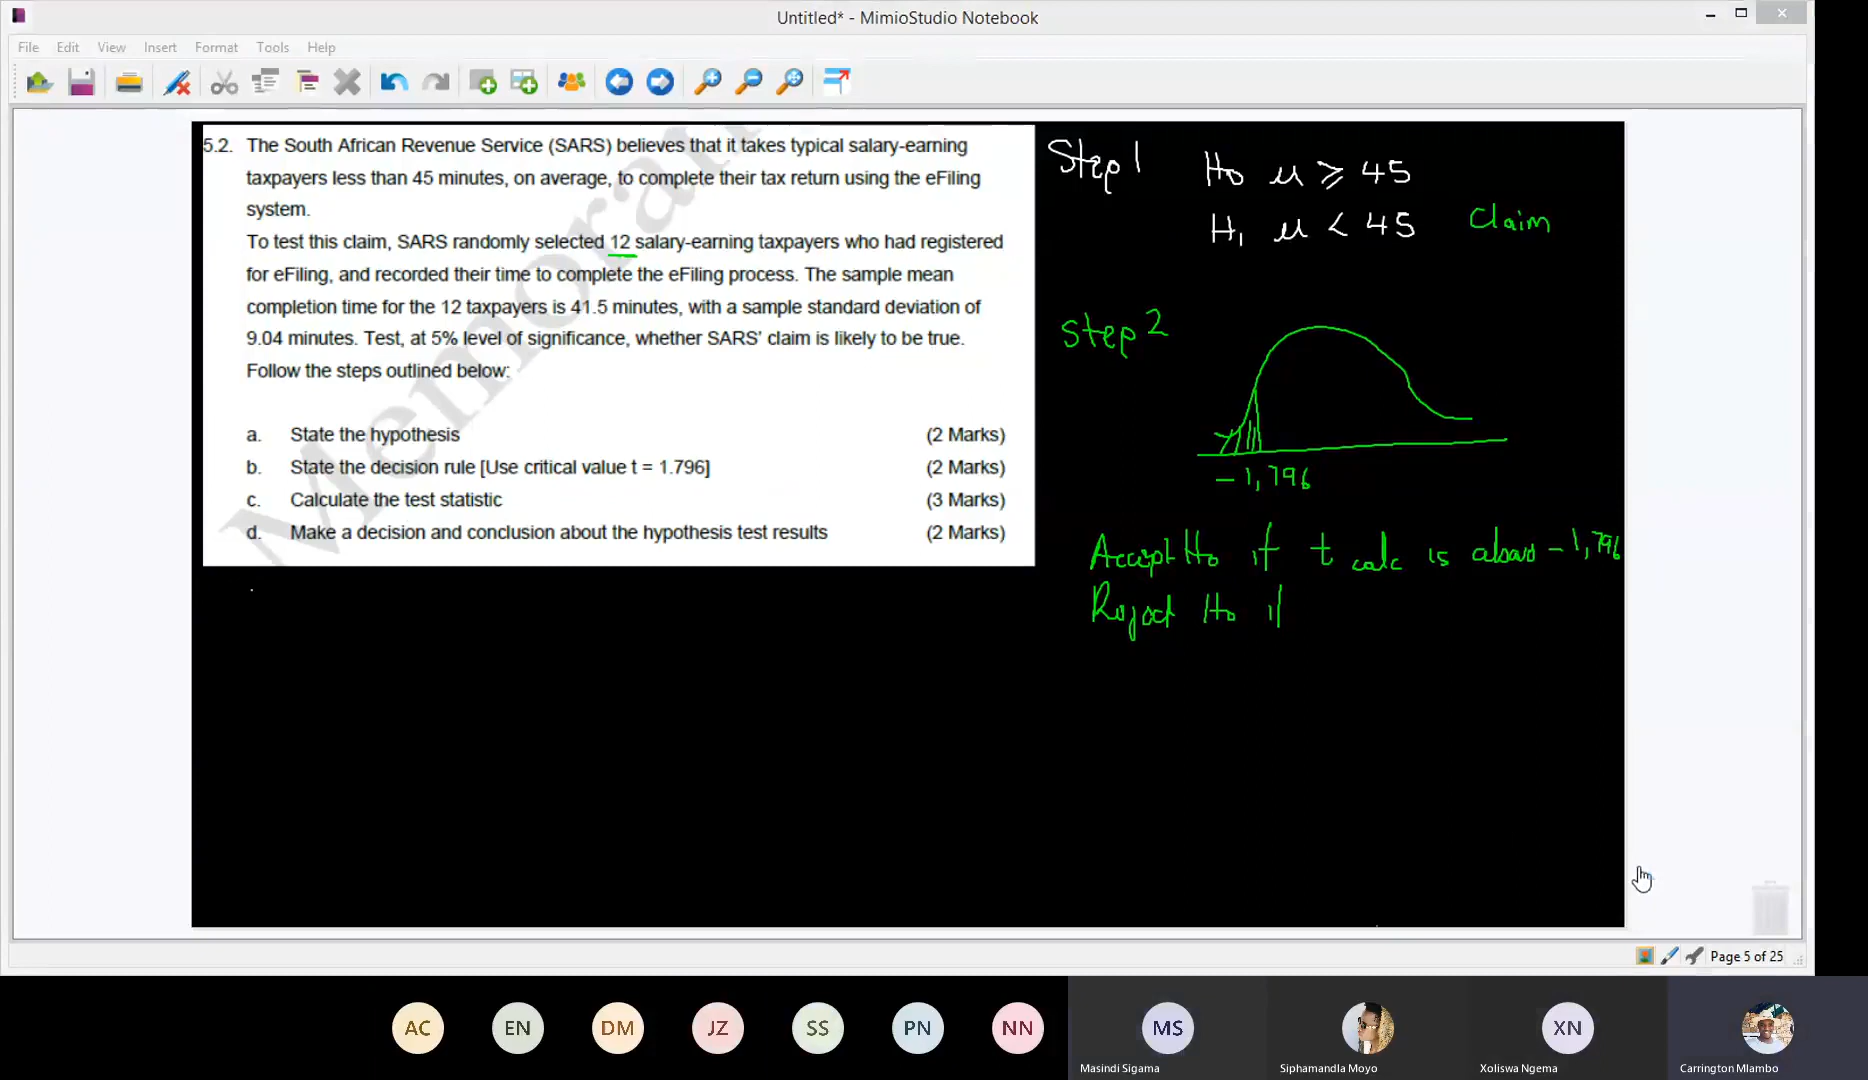 Untitled* - MimioStudio Notebook
File Edit View Insert Format Tools Help
5.2. The South African Revenue Service (SARS) believes that it takes typical salary-earning
taxpayers less than 45 minutes, on average, to complete their tax return using the eFiling
system.
To test this claim, SARS randomly selected 12 salary-earning taxpayers who had registered
for eFiling, and recorded their time to complete the eFiling process. The sample mean
completion time for the 12 taxpayers is 41.5 minutes, with a sample standard deviation of
9.04 minutes. Test, at 5% level of significance, whether SARS' claim is likely to be true.
Follow the steps outlined below:
a. State the hypothesis (2 Marks)
b. State the decision rule [Use critical value t = 1.796] (2 Marks)
c. Calculate the test statistic (3 Marks)
d. Make a decision and conclusion about the hypothesis test results (2 Marks)
Step 1 Ho μ ≥ 45
H1 μ < 45 Claim
Step 2
-1,796
Accept Ho if t calc is above -1,796
Reject Ho if
Page 5 of 25
AC EN DM JZ SS PN NN MS XN
Masindi Sigama Siphamandla Moyo Xoliswa Ngema Carrington Mlambo